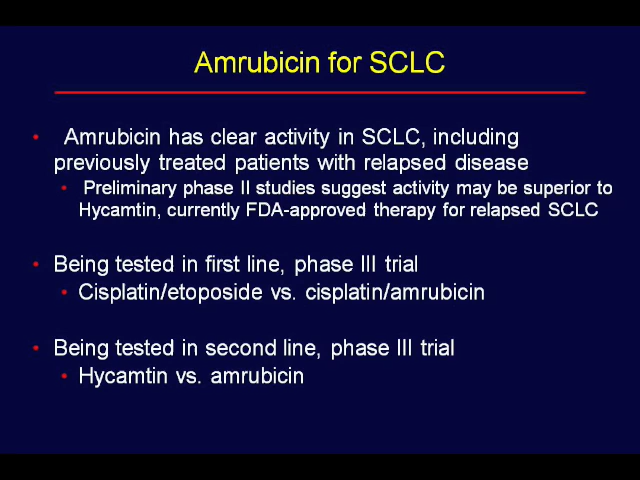 Amrubicin for SCLC
• Amrubicin has clear activity in SCLC, including
previously treated patients with relapsed disease
• Preliminary phase II studies suggest activity may be superior to
Hycamtin, currently FDA-approved therapy for relapsed SCLC
• Being tested in first line, phase III trial
• Cisplatin/etoposide vs. cisplatin/amrubicin
• Being tested in second line, phase III trial
• Hycamtin vs. amrubicin